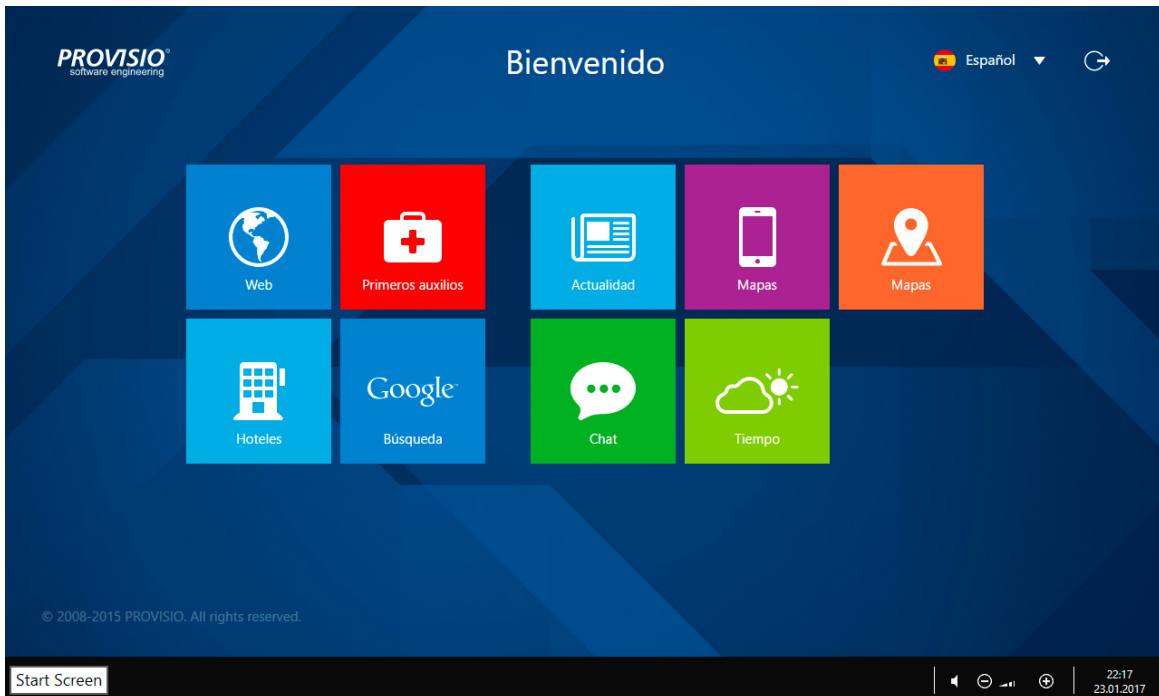 PROVISIO®
software engineering
Bienvenido
Español
Web
Primeros auxilios
Actualidad
Mapas
Mapas
Hoteles
Google™
Búsqueda
Chat
Tiempo
© 2008-2015 PROVISIO. All rights reserved.
Start Screen
22:17
23.01.2017